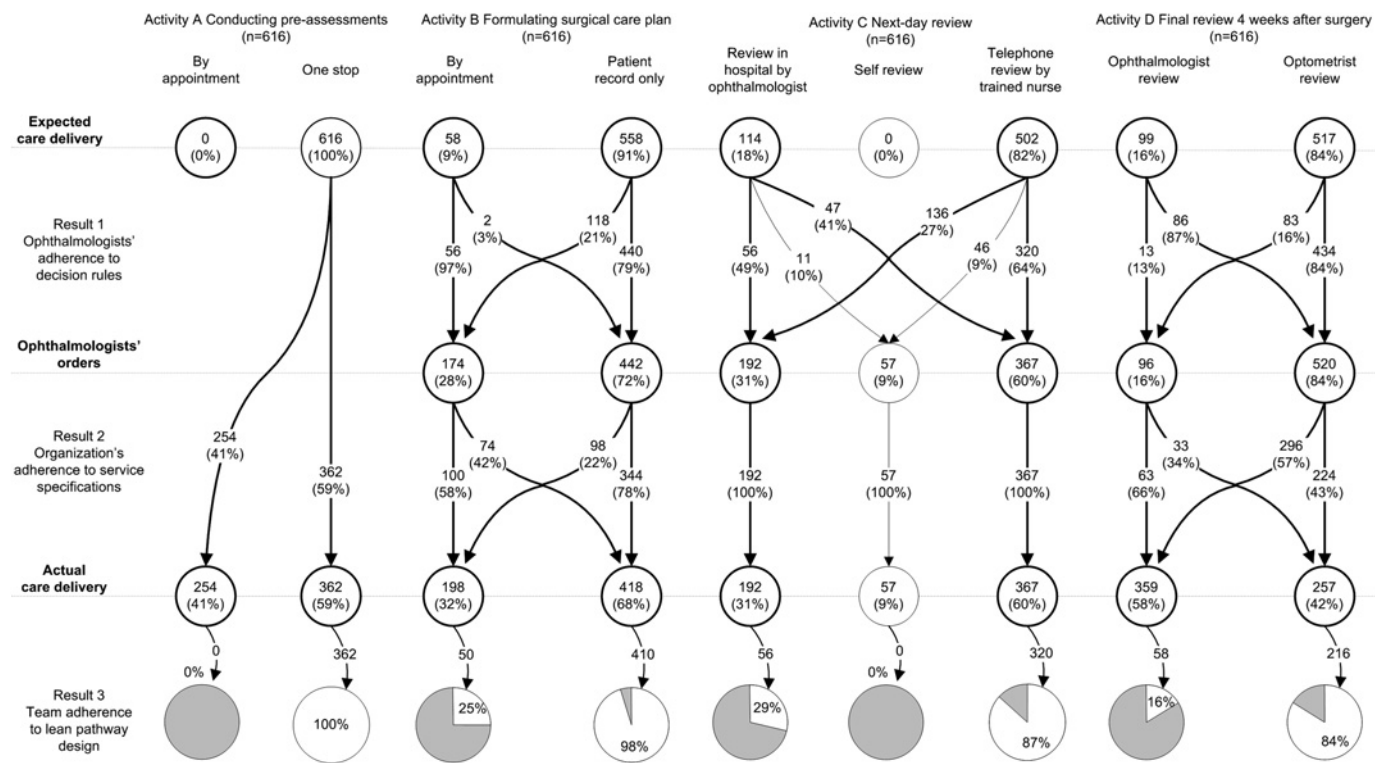 Activity A Conducting pre-assessments
(n=616)
By
appointment
One stop
Activity B Formulating surgical care plan
(n=616)
By
appointment
Patient
record only
Activity C Next-day review
(n=616)
Review in
hospital by
ophthalmologist
Self review
Telephone
review by
trained nurse
Activity D Final review 4 weeks after surgery
(n=616)
Ophthalmologist
review
Optometrist
review
Expected
care delivery
0
(0%)
616
(100%)
58
(9%)
558
(91%)
114
(18%)
0
(0%)
502
(82%)
99
(16%)
517
(84%)
Result 1
Ophthalmologists'
adherence to
decision rules
2
(3%)
118
(21%)
56
(97%)
440
(79%)
47
(41%)
136
27%)
56
(49%)
11
(10%)
46
(9%)
320
(64%)
86
(87%)
83
(16%)
13
(13%)
434
(84%)
Ophthalmologists'
orders
174
(28%)
442
(72%)
192
(31%)
57
(9%)
367
(60%)
96
(16%)
520
(84%)
Result 2
Organization's
adherence to service
specifications
254
(41%)
362
(59%)
74
(42%)
98
(22%)
100
(58%)
344
(78%)
192
(100%)
57
(100%)
367
(100%)
33
(34%)
296
(57%)
63
(66%)
224
(43%)
Actual
care delivery
254
(41%)
362
(59%)
198
(32%)
418
(68%)
192
(31%)
57
(9%)
367
(60%)
359
(58%)
257
(42%)
0
362
50
410
56
0
320
58
216
Result 3
Team adherence
to lean pathway
design
0%
100%
25%
98%
29%
0%
87%
16%
84%